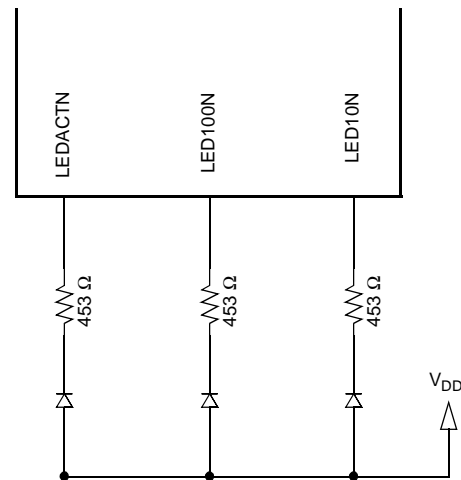 LEDACTN
LED100N
LED10N
453 Ω
453 Ω
453 Ω
VDD